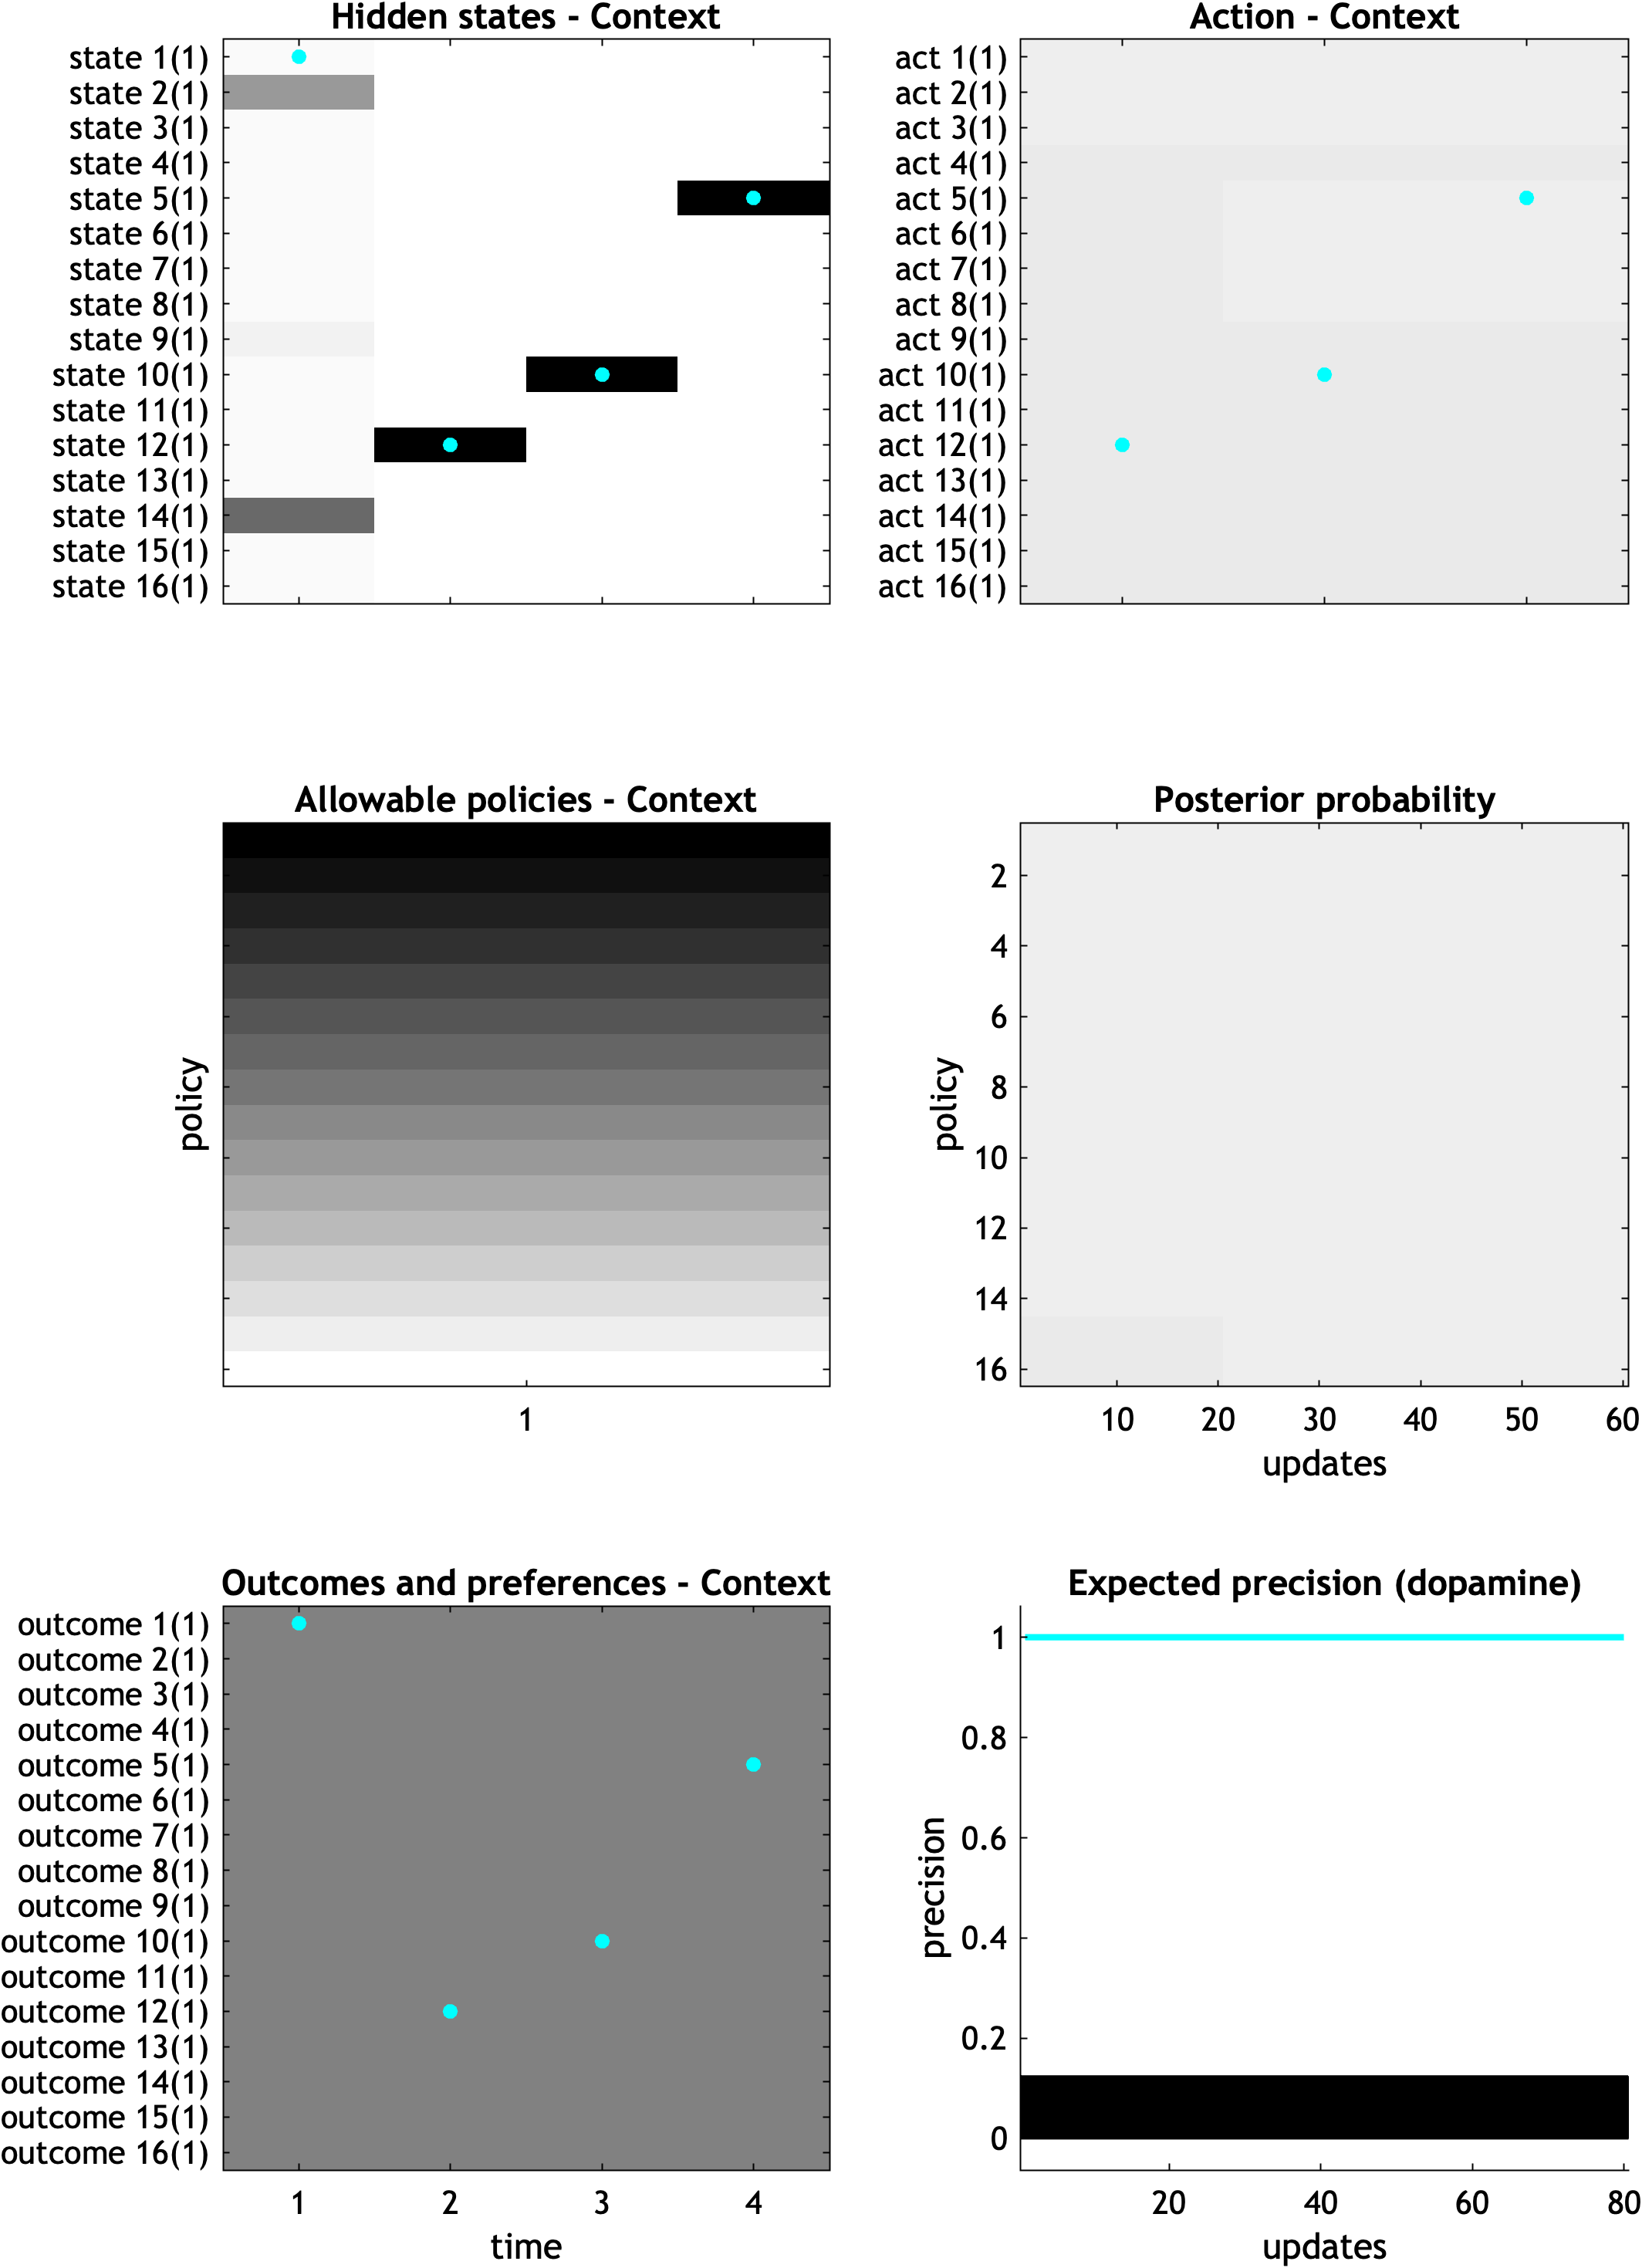 Hidden states - Context
state 1(1)
state 2(1)
state 3(1)
state 4(1)
state 5(1)
state 6(1)
state 7(1)
state 8(1)
state 9(1)
state 10(1)
state 11(1)
state 12(1)
state 13(1)
state 14(1)
state 15(1)
state 16(1)
Action - Context
act 1(1)
act 2(1)
act 3(1)
act 4(1)
act 5(1)
act 6(1)
act 7(1)
act 8(1)
act 9(1)
act 10(1)
act 11(1)
act 12(1)
act 13(1)
act 14(1)
act 15(1)
act 16(1)
Allowable policies - Context
policy
1
Posterior probability
policy
2
4
6
8
10
12
14
16
10 20 30 40 50 60
updates
Outcomes and preferences - Context
outcome 1(1)
outcome 2(1)
outcome 3(1)
outcome 4(1)
outcome 5(1)
outcome 6(1)
outcome 7(1)
outcome 8(1)
outcome 9(1)
outcome 10(1)
outcome 11(1)
outcome 12(1)
outcome 13(1)
outcome 14(1)
outcome 15(1)
outcome 16(1)
1 2 3 4
time
Expected precision (dopamine)
precision
1
0.8
0.6
0.4
0.2
0
20 40 60 80
updates